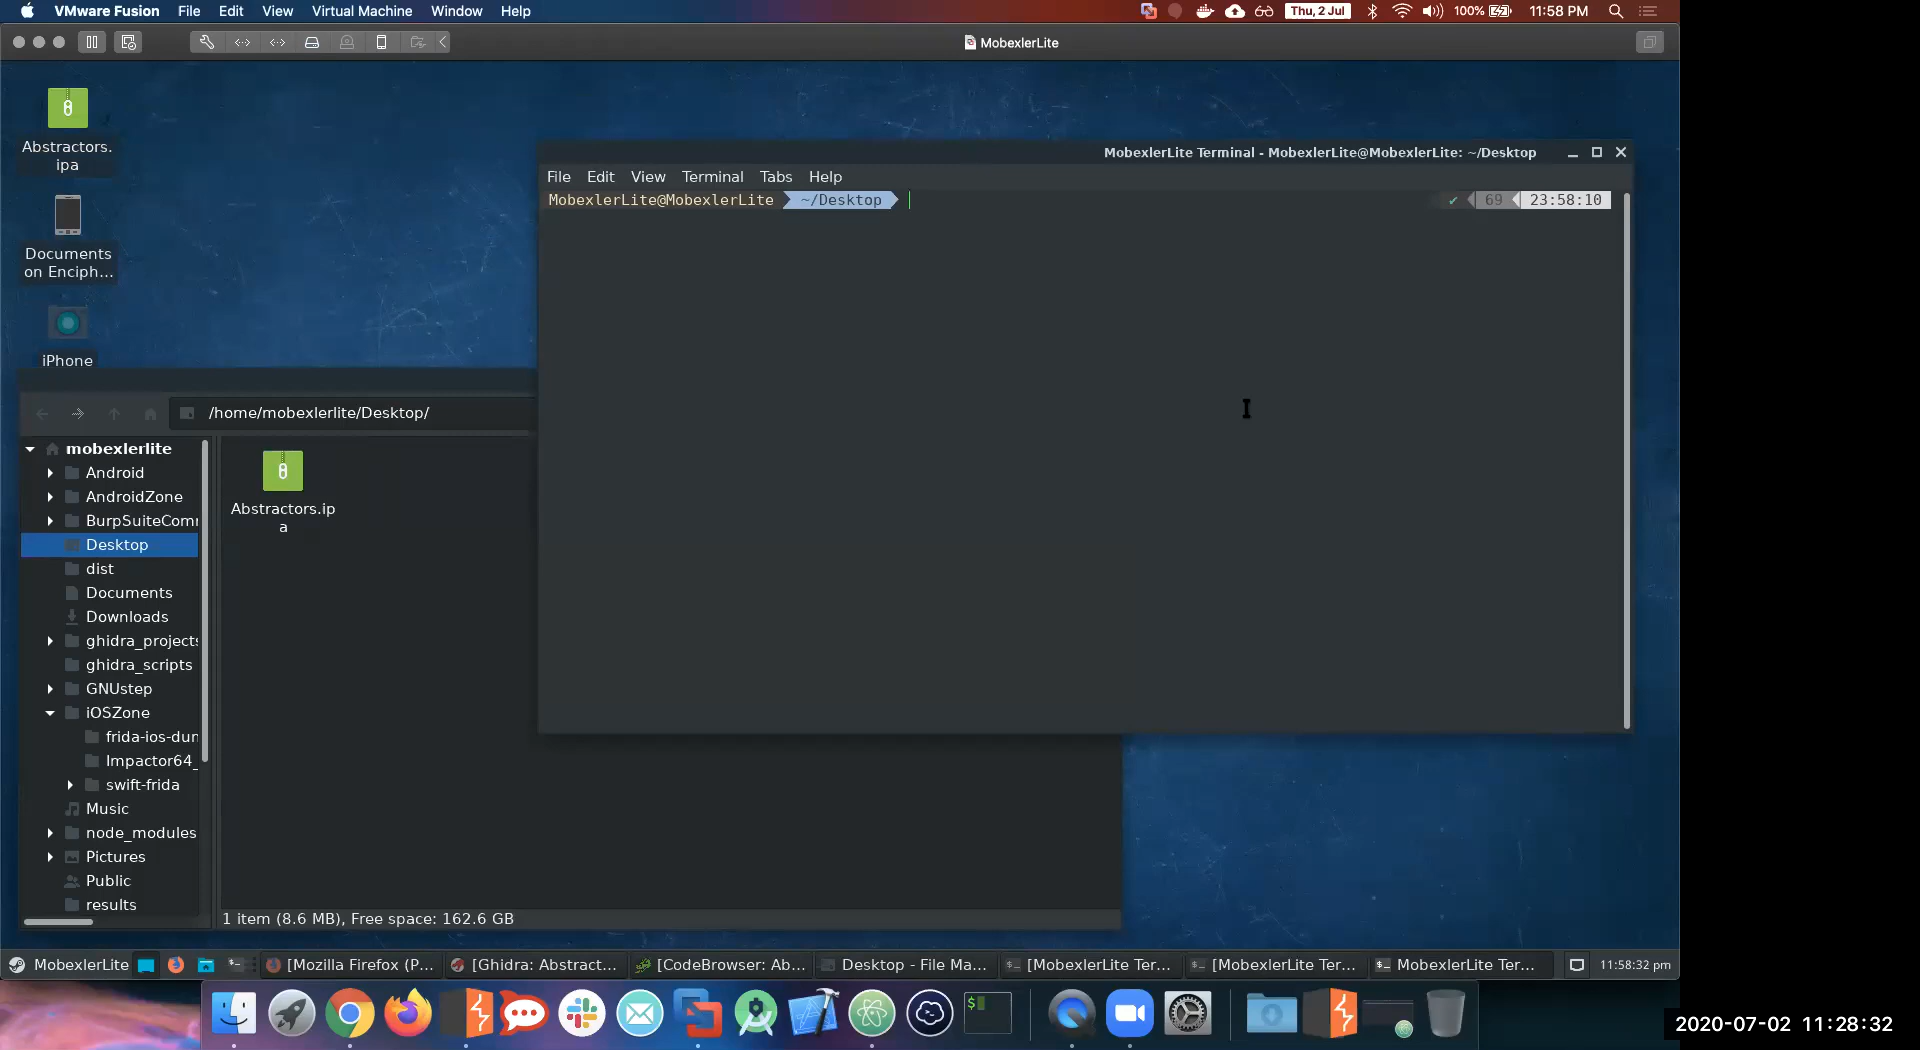 VMware Fusion File Edit View Virtual Machine Window Help
Thu, 2 Jul 100% 11:58 PM
MobexlerLite
Abstractors.
ipa
Documents
on Enciph...
iPhone
MobexlerLite Terminal - MobexlerLite@MobexlerLite: ~/Desktop
File Edit View Terminal Tabs Help
MobexlerLite@MobexlerLite ~/Desktop ✔ 69 23:58:10
/home/mobexlerlite/Desktop/
mobexlerlite
Android
AndroidZone
BurpSuiteCom
Desktop
dist
Documents
Downloads
ghidra_projects
ghidra_scripts
GNUstep
iOSZone
frida-ios-dum
Impactor64_
swift-frida
Music
node_modules
Pictures
Public
results
Abstractors.ip
a
1 item (8.6 MB), Free space: 162.6 GB
MobexlerLite [Mozilla Firefox (P... [Ghidra: Abstract... [CodeBrowser: Ab... Desktop - File Ma... [MobexlerLite Ter... [MobexlerLite Ter... MobexlerLite Ter... 11:58:32 pm
2020-07-02 11:28:32